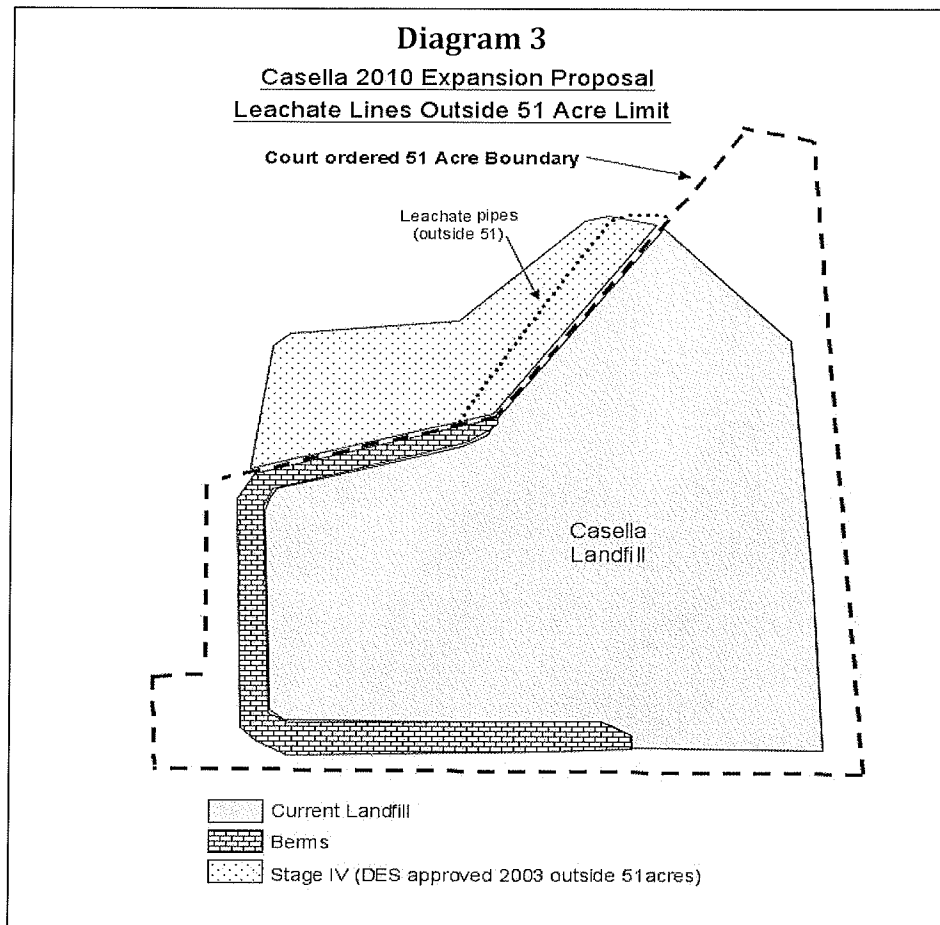 Diagram 3
Casella 2010 Expansion Proposal
Leachate Lines Outside 51 Acre Limit
Court ordered 51 Acre Boundary
Leachate pipes
(outside 51)
Casella
Landfill
Current Landfill
Berms
Stage IV (DES approved 2003 outside 51acres)